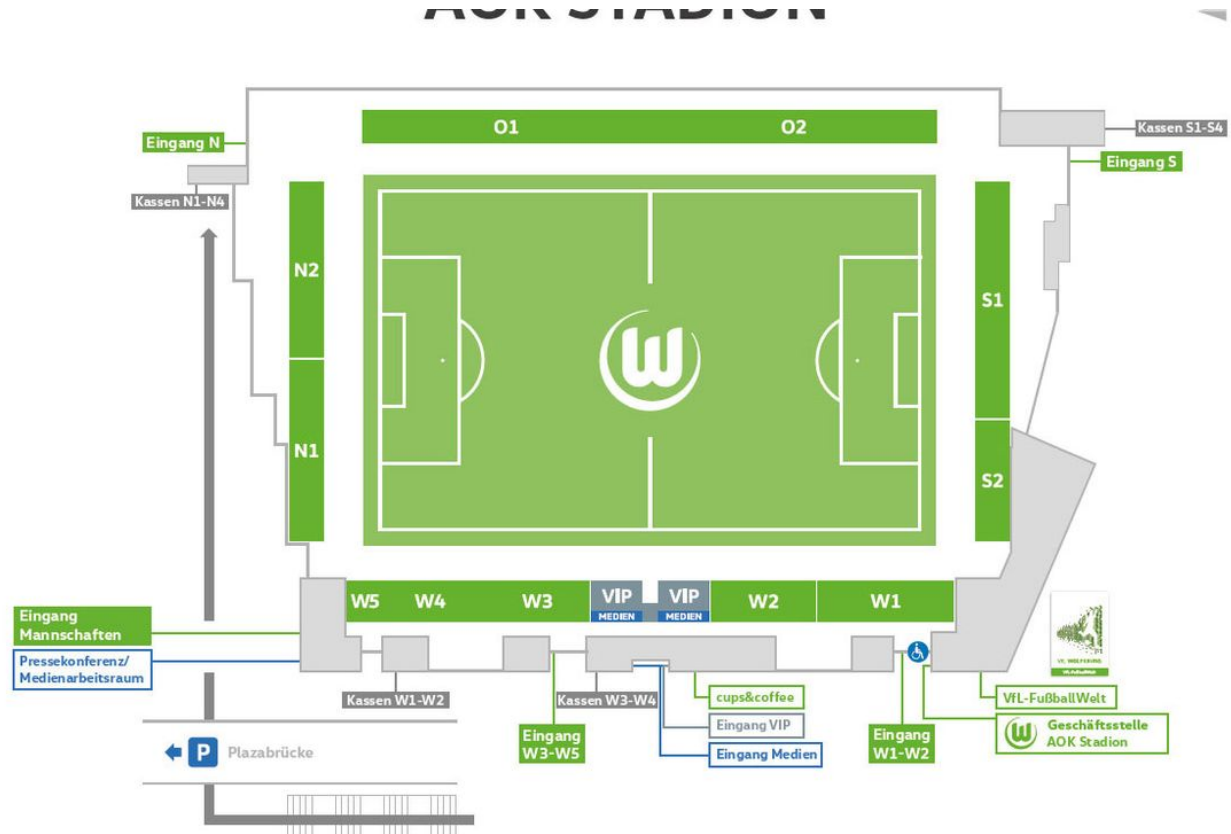 AOK STADION
O1
O2
Kassen S1-S4
Eingang N
Eingang S
Kassen N1-N4
N2
S1
N1
S2
W5
W4
W3
VIP
MEDIEN
VIP
MEDIEN
W2
W1
Eingang
Mannschaften
Pressekonferenz/
Medienarbeitsraum
VfL-FußballWelt
Kassen W1-W2
Kassen W3-W4
cups&coffee
Eingang VIP
Eingang Medien
Eingang
W3-W5
Eingang
W1-W2
Geschäftsstelle
AOK Stadion
P
Plazabrücke